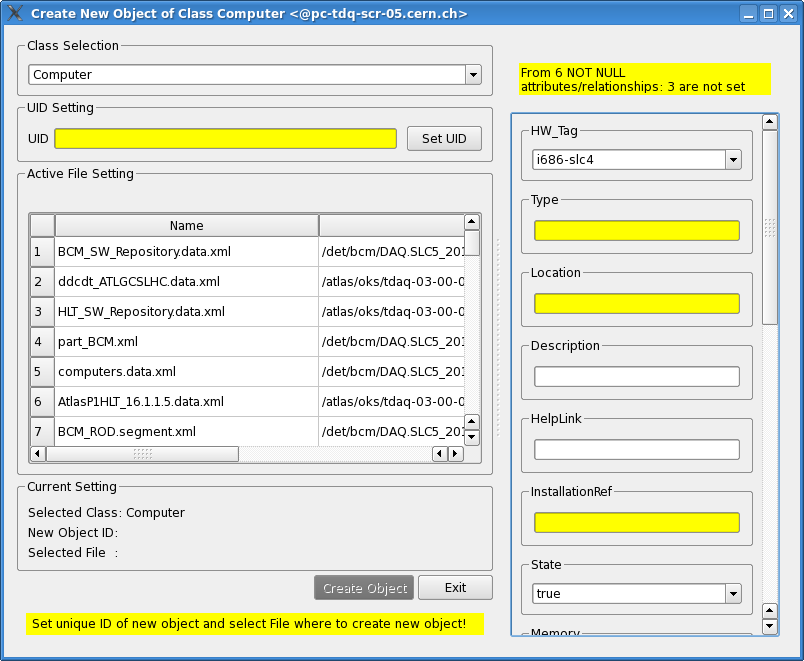 Create New Object of Class Computer <@pc-tdq-scr-05.cern.ch>
Class Selection
Computer
UID Setting
UID
Set UID
Active File Setting
Name
1 BCM_SW_Repository.data.xml /det/bcm/DAQ.SLC5_201
2 ddcdt_ATLGCSLHC.data.xml /atlas/oks/tdaq-03-00-0
3 HLT_SW_Repository.data.xml /atlas/oks/tdaq-03-00-0
4 part_BCM.xml /det/bcm/DAQ.SLC5_201
5 computers.data.xml /det/bcm/DAQ.SLC5_201
6 AtlasP1HLT_16.1.1.5.data.xml /atlas/oks/tdaq-03-00-0
7 BCM_ROD.segment.xml /det/bcm/DAQ.SLC5_201
Current Setting
Selected Class: Computer
New Object ID:
Selected File :
Create Object
Exit
Set unique ID of new object and select File where to create new object!
From 6 NOT NULL
attributes/relationships: 3 are not set
HW_Tag
i686-slc4
Type
Location
Description
HelpLink
InstallationRef
State
true
Memory